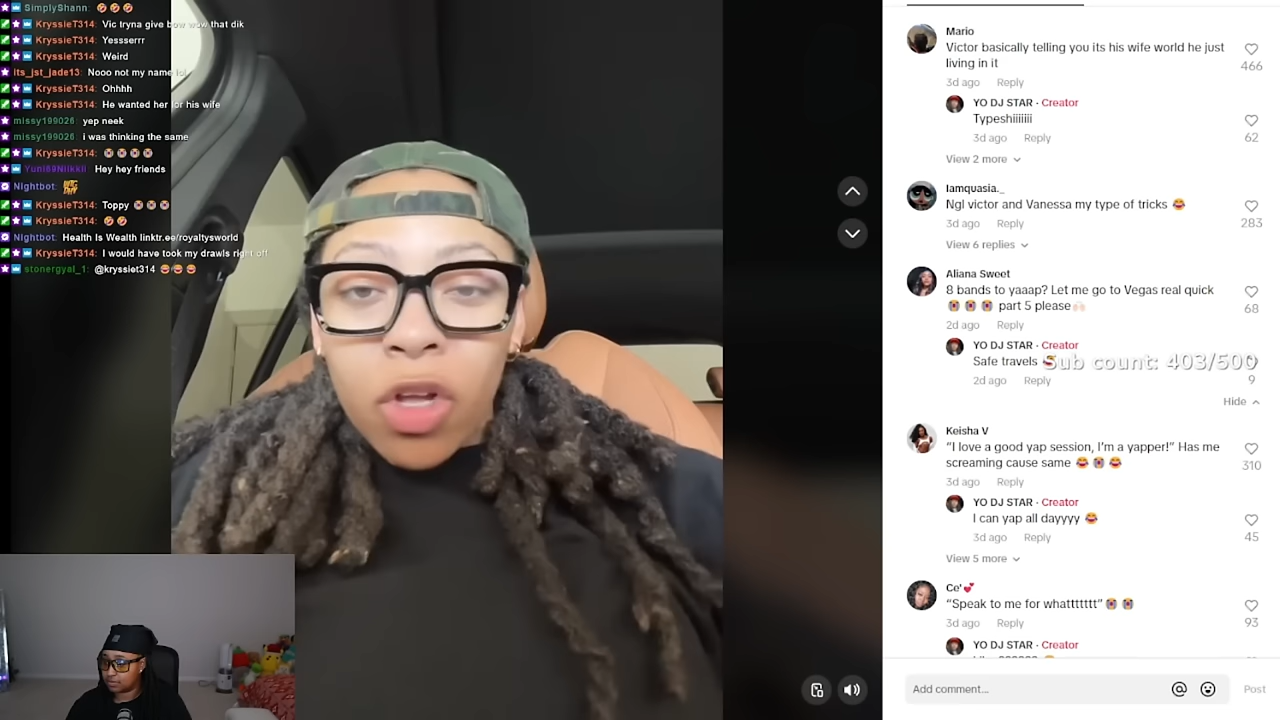 SimplyShann: 🤣 🤣 🤣
KryssieT314: Vic tryna give bow wow that dik
KryssieT314: Yessserrr
KryssieT314: Weird
its_jst_jade13: Nooo not my name lol
KryssieT314: Ohhhh
KryssieT314: He wanted her for his wife
missy199026: yep neek
missy199026: i was thinking the same
KryssieT314: 😭 😭 😭 😭
Hey hey friends
Nightbot:
KryssieT314: Toppy 😭 😭 😭
KryssieT314: 🤣 🤣
Nightbot: Health Is Wealth linktr.ee/royaltysworld
KryssieT314: I would have took my drawls right off
stonergyal_1: @kryssiet314 😂 😂 😂
Mario
Victor basically telling you its his wife world he just
living in it
466
3d ago Reply
YO DJ STAR · Creator
Typeshiiiiiii
62
3d ago Reply
View 2 more
Iamquasia._
Ngl victor and Vanessa my type of tricks 😂
283
3d ago Reply
View 6 replies
Aliana Sweet
8 bands to yaaap? Let me go to Vegas real quick
😭 😭 😭 part 5 please🙏🏻
68
2d ago Reply
YO DJ STAR · Creator
Safe travels
Sub count: 403/500
9
2d ago Reply
Hide
Keisha V
“I love a good yap session, I’m a yapper!” Has me
screaming cause same 😂 😭 😂
310
3d ago Reply
YO DJ STAR · Creator
I can yap all dayyyy 😂
45
3d ago Reply
View 5 more
Ce'💕
“Speak to me for whattttttt” 😭 😭
93
3d ago Reply
YO DJ STAR · Creator
Add comment...
Post